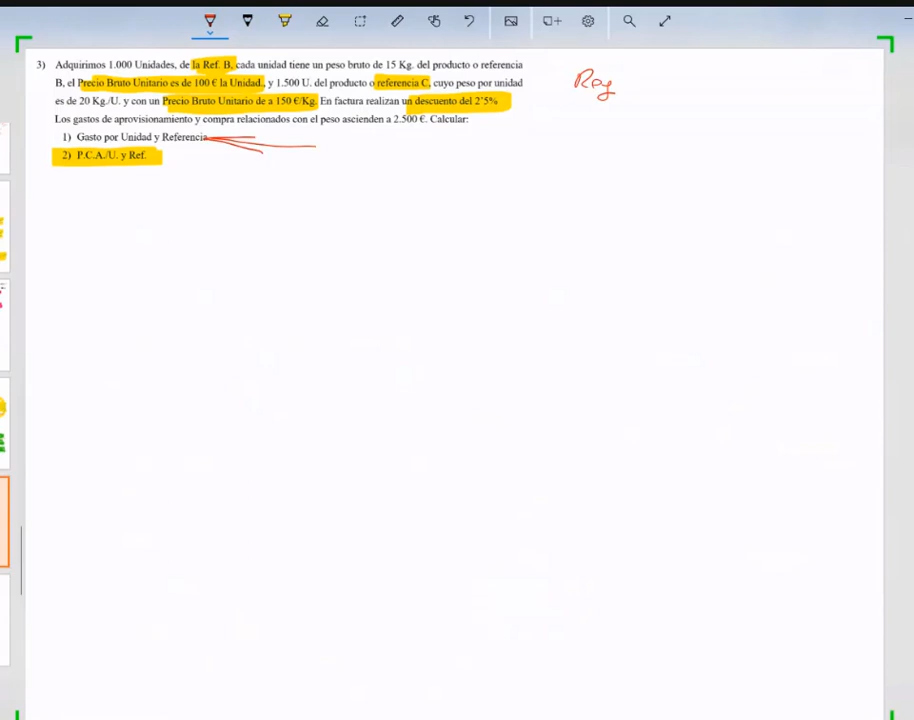 3) Adquirimos 1.000 Unidades, de la Ref. B, cada unidad tiene un peso bruto de 15 Kg. del producto o referencia
B, el Precio Bruto Unitario es de 100 € la Unidad, y 1.500 U. del producto o referencia C, cuyo peso por unidad
es de 20 Kg./U. y con un Precio Bruto Unitario de a 150 €/Kg. En factura realizan un descuento del 2'5%
Los gastos de aprovisionamiento y compra relacionados con el peso ascienden a 2.500 €. Calcular:
1) Gasto por Unidad y Referencia
2) P.C.A./U. y Ref.